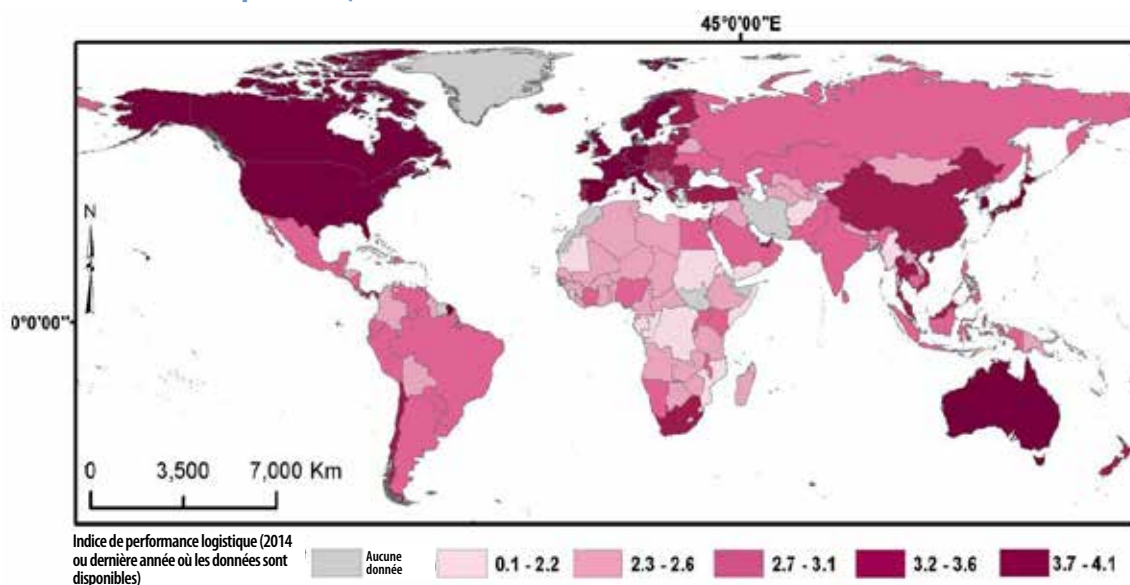 45°0'00"E
N
0°0'00"
0 3,500 7,000 Km
Indice de performance logistique (2014
ou dernière année où les données sont
disponibles)
Aucune
donnée
0.1 - 2.2
2.3 - 2.6
2.7 - 3.1
3.2 - 3.6
3.7 - 4.1